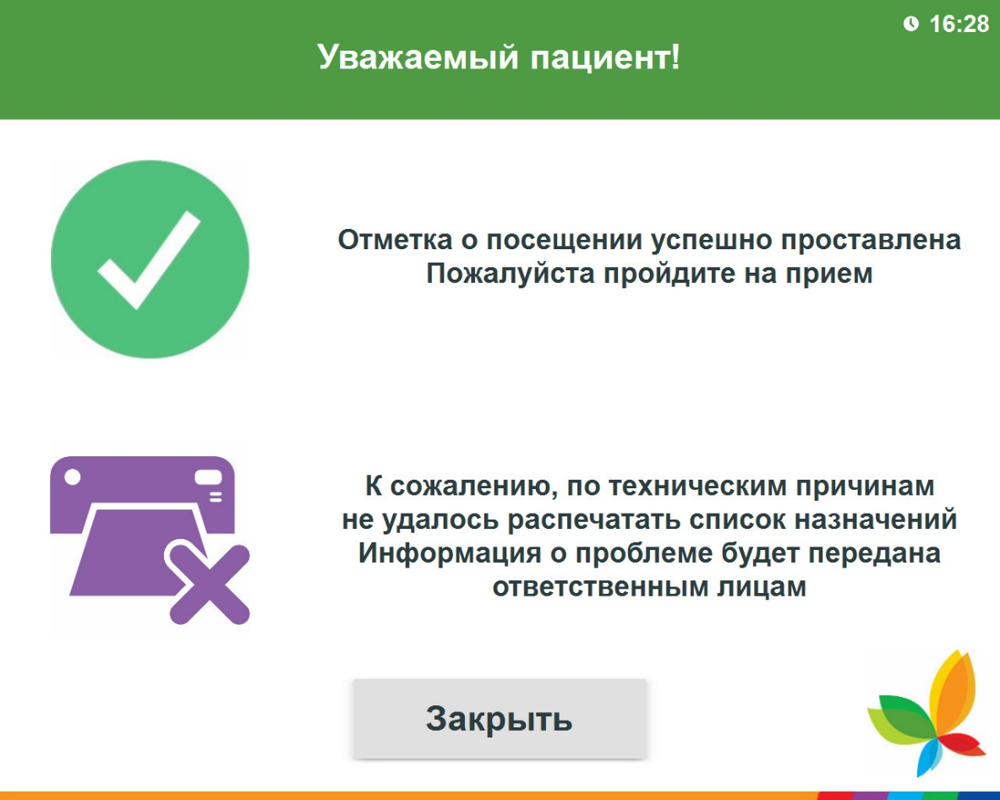 16:28
Уважаемый пациент!
Отметка о посещении успешно проставлена
Пожалуйста пройдите на прием
К сожалению, по техническим причинам
не удалось распечатать список назначений
Информация о проблеме будет передана
ответственным лицам
Закрыть